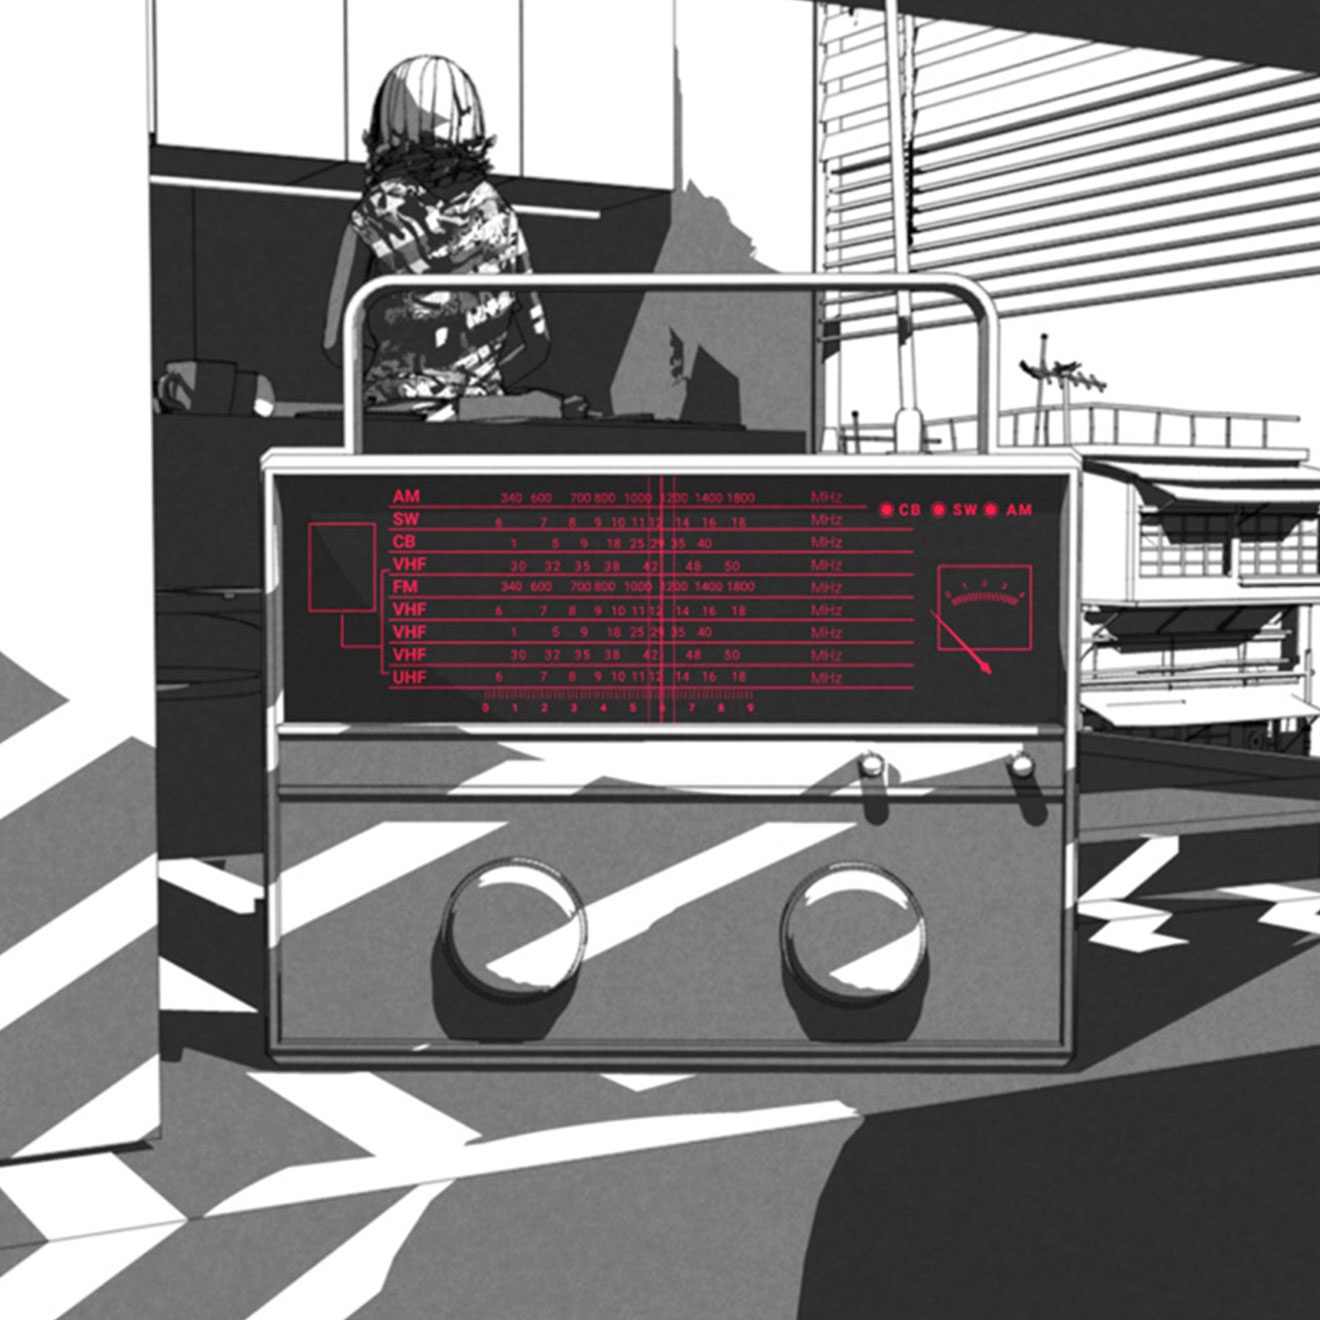 AM 340 600 700 800 1000 1200 1400 1800 MHz
CB SW AM
SW 6 7 8 9 10 11 12 14 16 18 MHz
CB 1 5 9 18 25 29 35 40 MHz
VHF 30 32 35 38 42 48 50 MHz
FM 340 600 700 800 1000 1200 1400 1800 MHz
VHF 6 7 8 9 10 11 12 14 16 18 MHz
VHF 1 5 9 18 25 29 35 40 MHz
VHF 30 32 35 38 42 48 50 MHz
UHF 6 7 8 9 10 11 12 14 16 18 MHz
0 1 2 3 4 5 6 7 8 9
0 1 2 3 4